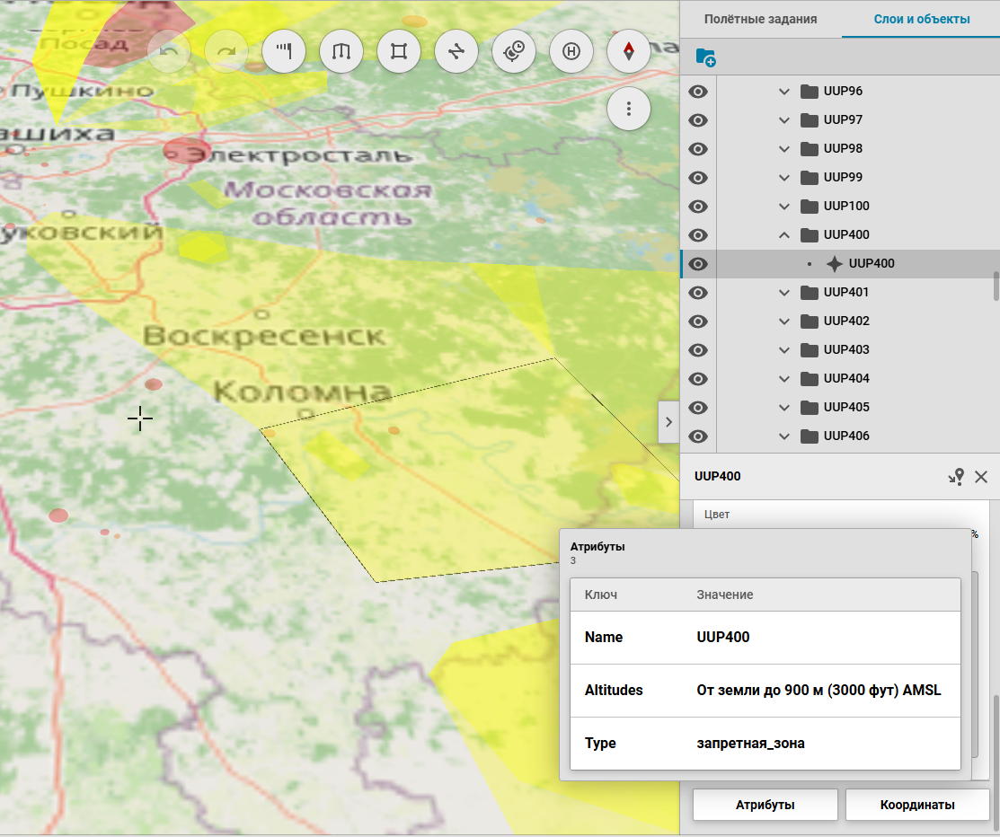 Посад
Пушкино
ашиха
Электросталь
Московская
область
уковский
Воскресенск
Коломна
H
Полётные задания
Слои и объекты
UUP96
UUP97
UUP98
UUP99
UUP100
UUP400
UUP400
UUP401
UUP402
UUP403
UUP404
UUP405
UUP406
UUP400
Цвет
%
Атрибуты
3
Ключ Значение
Name UUP400
Altitudes От земли до 900 м (3000 фут) AMSL
Type запретная_зона
Атрибуты
Координаты